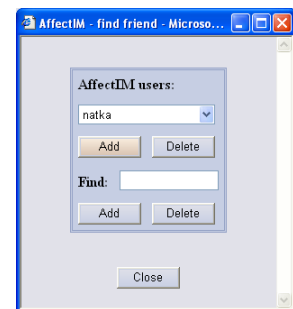 AffectIM - find friend - Microso...
AffectIM users:
natka
Add Delete
Find:
Add Delete
Close